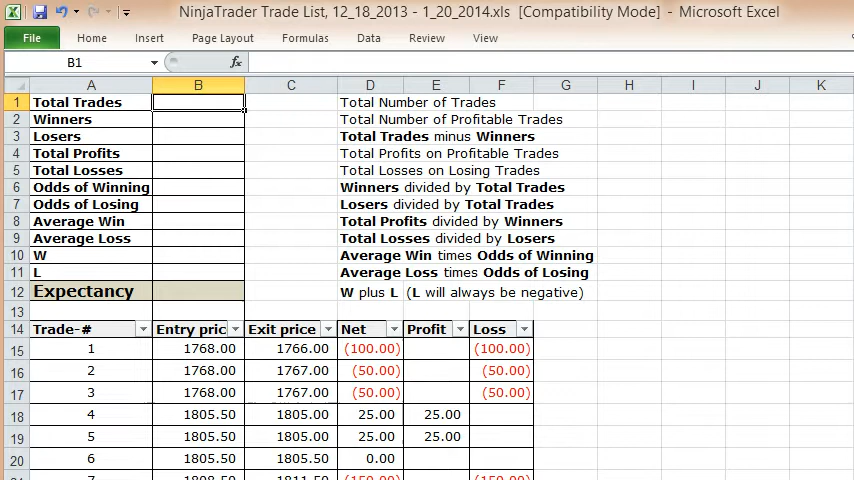 NinjaTrader Trade List, 12_18_2013 - 1_20_2014.xls [Compatibility Mode] - Microsoft Excel
File Home Insert Page Layout Formulas Data Review View
B1 fx
A B C D E F G H I J K
1 Total Trades Total Number of Trades
2 Winners Total Number of Profitable Trades
3 Losers Total Trades minus Winners
4 Total Profits Total Profits on Profitable Trades
5 Total Losses Total Losses on Losing Trades
6 Odds of Winning Winners divided by Total Trades
7 Odds of Losing Losers divided by Total Trades
8 Average Win Total Profits divided by Winners
9 Average Loss Total Losses divided by Losers
10 W Average Win times Odds of Winning
11 L Average Loss times Odds of Losing
12 Expectancy W plus L (L will always be negative)
13
14 Trade-# Entry pric Exit price Net Profit Loss
15 1 1768.00 1766.00 (100.00) (100.00)
16 2 1768.00 1767.00 (50.00) (50.00)
17 3 1768.00 1767.00 (50.00) (50.00)
18 4 1805.50 1805.00 25.00 25.00
19 5 1805.50 1805.00 25.00 25.00
20 6 1805.50 1805.50 0.00